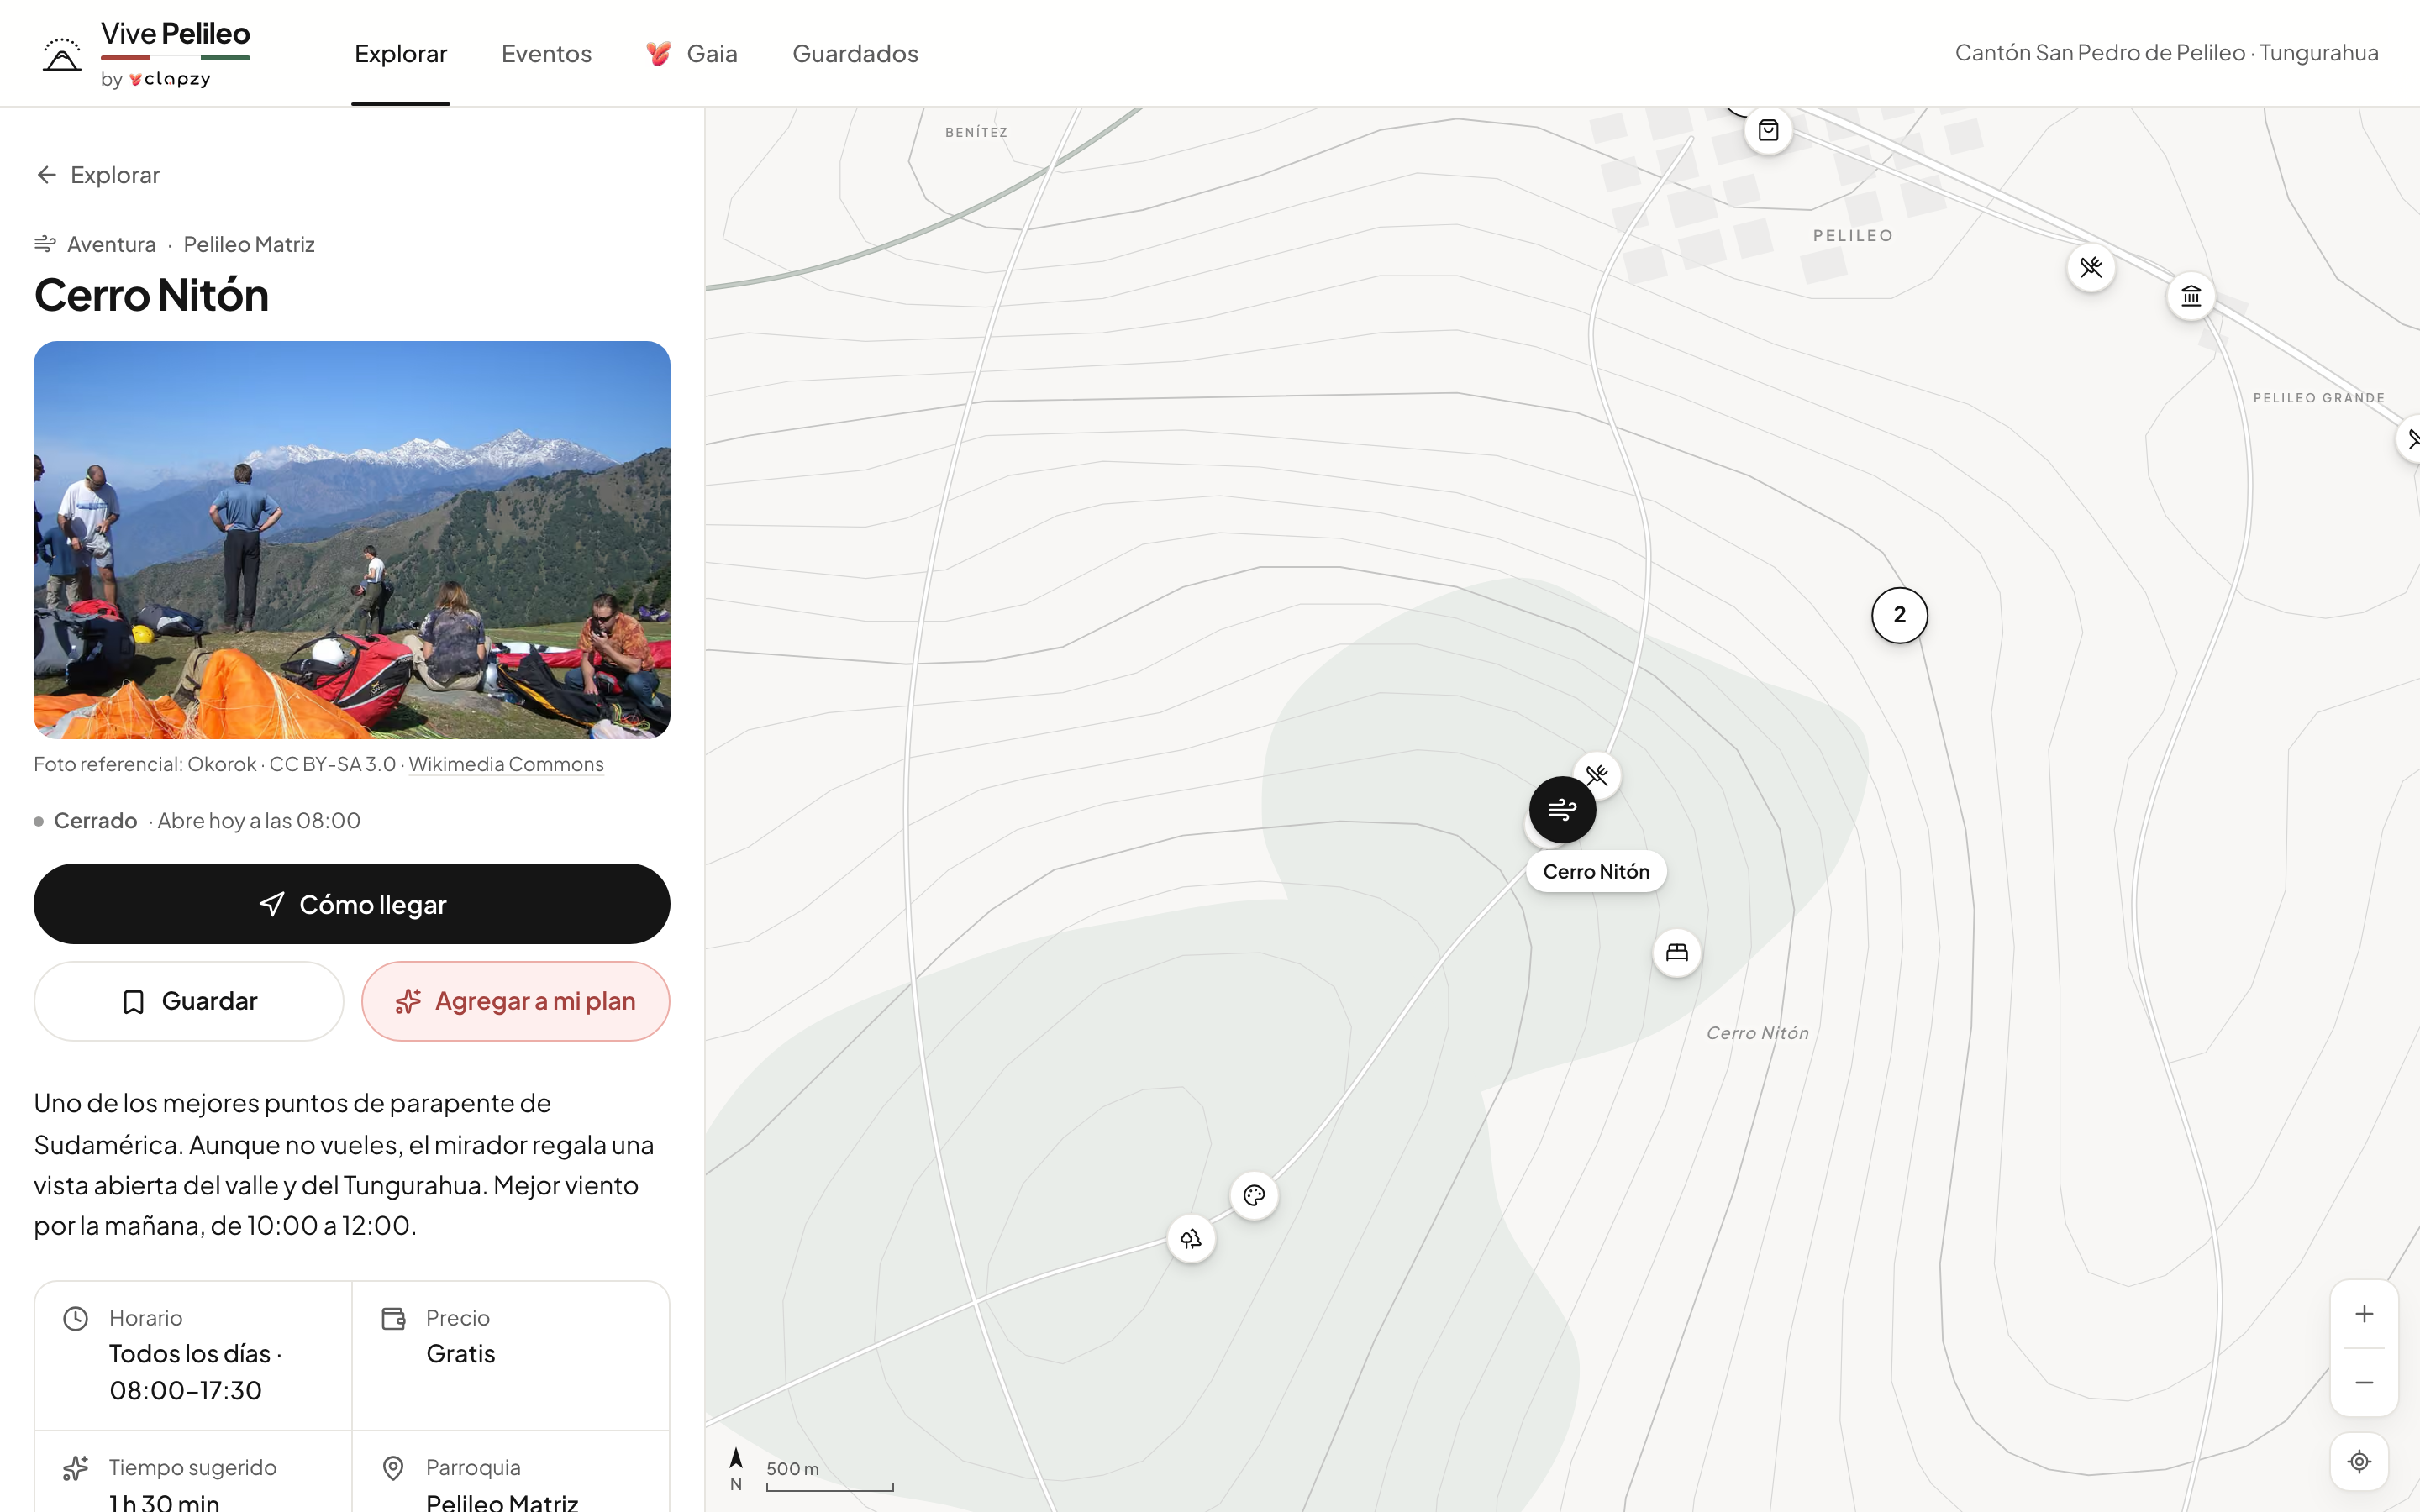 Vive Pelileo
by clapzy
Explorar
Eventos
Gaia
Guardados
Cantón San Pedro de Pelileo · Tungurahua
Explorar
Aventura · Pelileo Matriz
Cerro Nitón
Foto referencial: Okorok · CC BY-SA 3.0 · Wikimedia Commons
Cerrado · Abre hoy a las 08:00
Cómo llegar
Guardar
Agregar a mi plan
Uno de los mejores puntos de parapente de
Sudamérica. Aunque no vueles, el mirador regala una
vista abierta del valle y del Tungurahua. Mejor viento
por la mañana, de 10:00 a 12:00.
Horario
Todos los días ·
08:00–17:30
Precio
Gratis
Tiempo sugerido
1 h 30 min
Parroquia
Pelileo Matriz
BENÍTEZ
PELILEO
PELILEO GRANDE
2
Cerro Nitón
Cerro Nitón
N
500 m